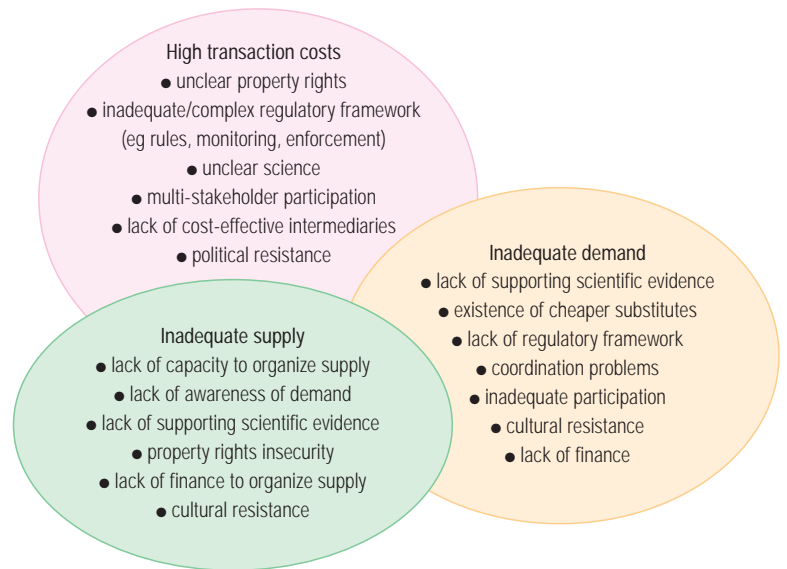 High transaction costs
● unclear property rights
● inadequate/complex regulatory framework
(eg rules, monitoring, enforcement)
● unclear science
● multi-stakeholder participation
● lack of cost-effective intermediaries
● political resistance
Inadequate demand
● lack of supporting scientific evidence
● existence of cheaper substitutes
● lack of regulatory framework
● coordination problems
● inadequate participation
● cultural resistance
● lack of finance
Inadequate supply
● lack of capacity to organize supply
● lack of awareness of demand
● lack of supporting scientific evidence
● property rights insecurity
● lack of finance to organize supply
● cultural resistance